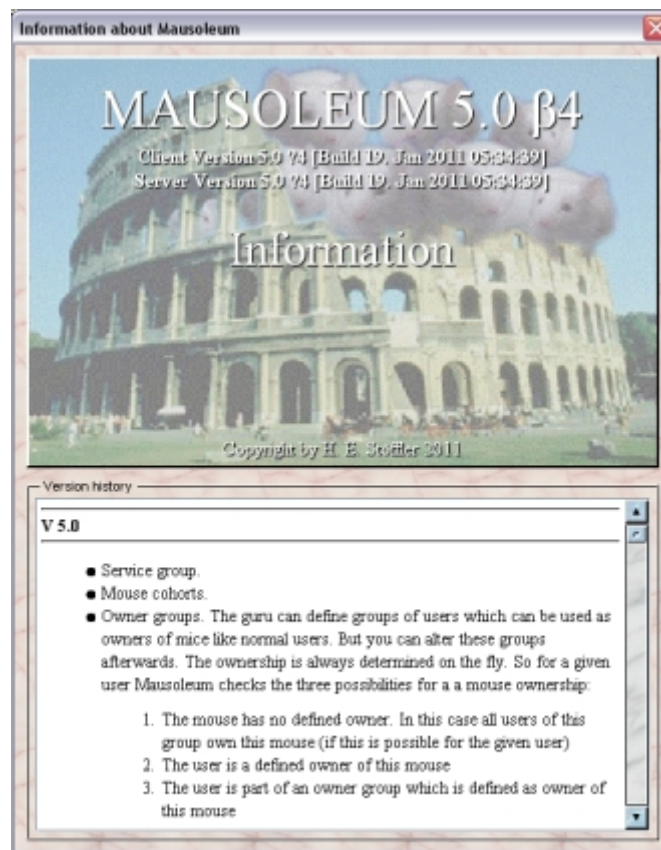 Information about Mausoleum
MAUSOLEUM 5.0 β4
Client Version 5.0 ?4 [Build 19. Jan 2011 05:34:39]
Server Version 5.0 ?4 [Build 19. Jan 2011 05:34:39]
Information
Copyright by H. E. Stöffler 2011
Version history
V 5.0
● Service group.
● Mouse cohorts.
● Owner groups. The guru can define groups of users which can be used as
owners of mice like normal users. But you can alter these groups
afterwards. The ownership is always determined on the fly. So for a given
user Mausoleum checks the three possibilities for a a mouse ownership:
1. The mouse has no defined owner. In this case all users of this
group own this mouse (if this is possible for the given user)
2. The user is a defined owner of this mouse
3. The user is part of an owner group which is defined as owner of
this mouse